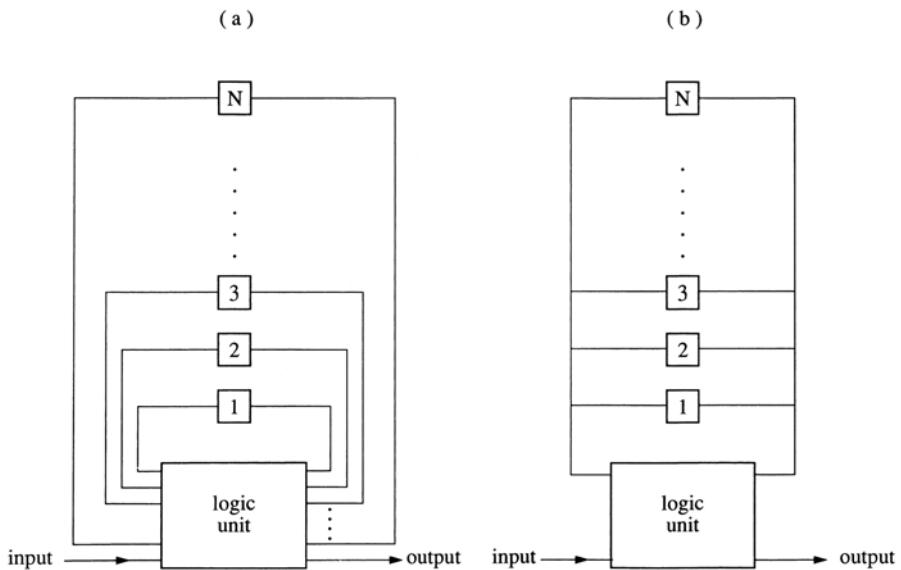 ( a )
( b )
N
N
3
3
2
2
1
1
logic
unit
logic
unit
input
output
input
output